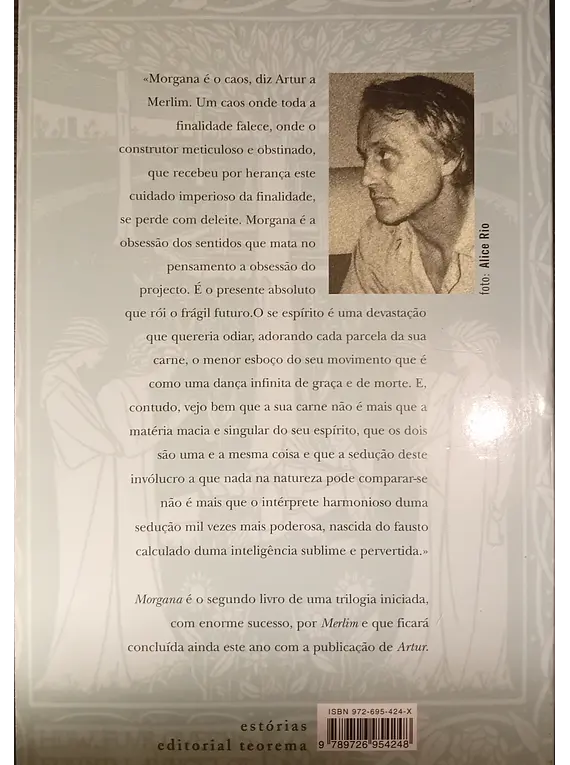 «Morgana é o caos, diz Artur a
Merlim. Um caos onde toda a
finalidade falece, onde o
construtor meticuloso e obstinado,
que recebeu por herança este
cuidado imperioso da finalidade,
se perde com deleite. Morgana é a
obsessão dos sentidos que mata no
pensamento a obsessão do
projecto. É o presente absoluto
que rói o frágil futuro.O se espírito é uma devastação
que quereria odiar, adorando cada parcela da sua
carne, o menor esboço do seu movimento que é
como uma dança infinita de graça e de morte. E,
contudo, vejo bem que a sua carne não é mais que a
matéria macia e singular do seu espírito, que os dois
são uma e a mesma coisa e que a sedução deste
invólucro a que nada na natureza pode comparar-se
não é mais que o intérprete harmonioso duma
sedução mil vezes mais poderosa, nascida do fausto
calculado duma inteligência sublime e pervertida.»
foto: Alice Rio
Morgana é o segundo livro de uma trilogia iniciada,
com enorme sucesso, por Merlim e que ficará
concluída ainda este ano com a publicação de Artur.
estórias
editorial teorema
ISBN 972-695-424-X
9 789726 954248